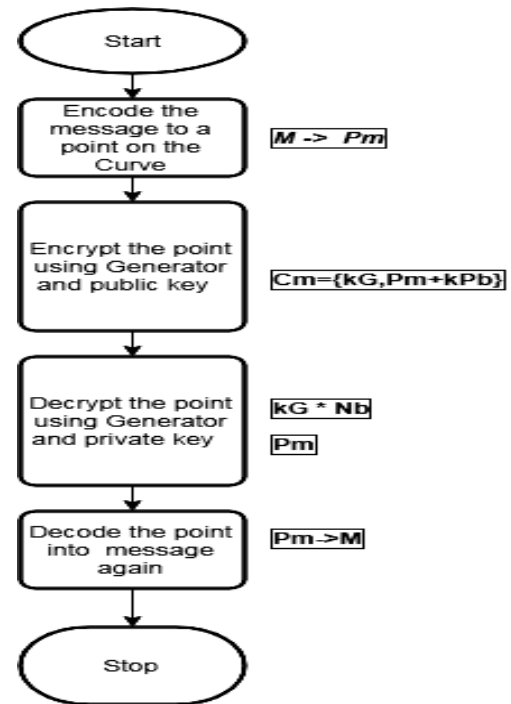 Start
Encode the
message to a
point on the
Curve
M -> Pm
Encrypt the point
using Generator
and public key
Cm={kG,Pm+kPb}
Decrypt the point
using Generator
and private key
kG * Nb
Pm
Decode the point
into message
again
Pm->M
Stop